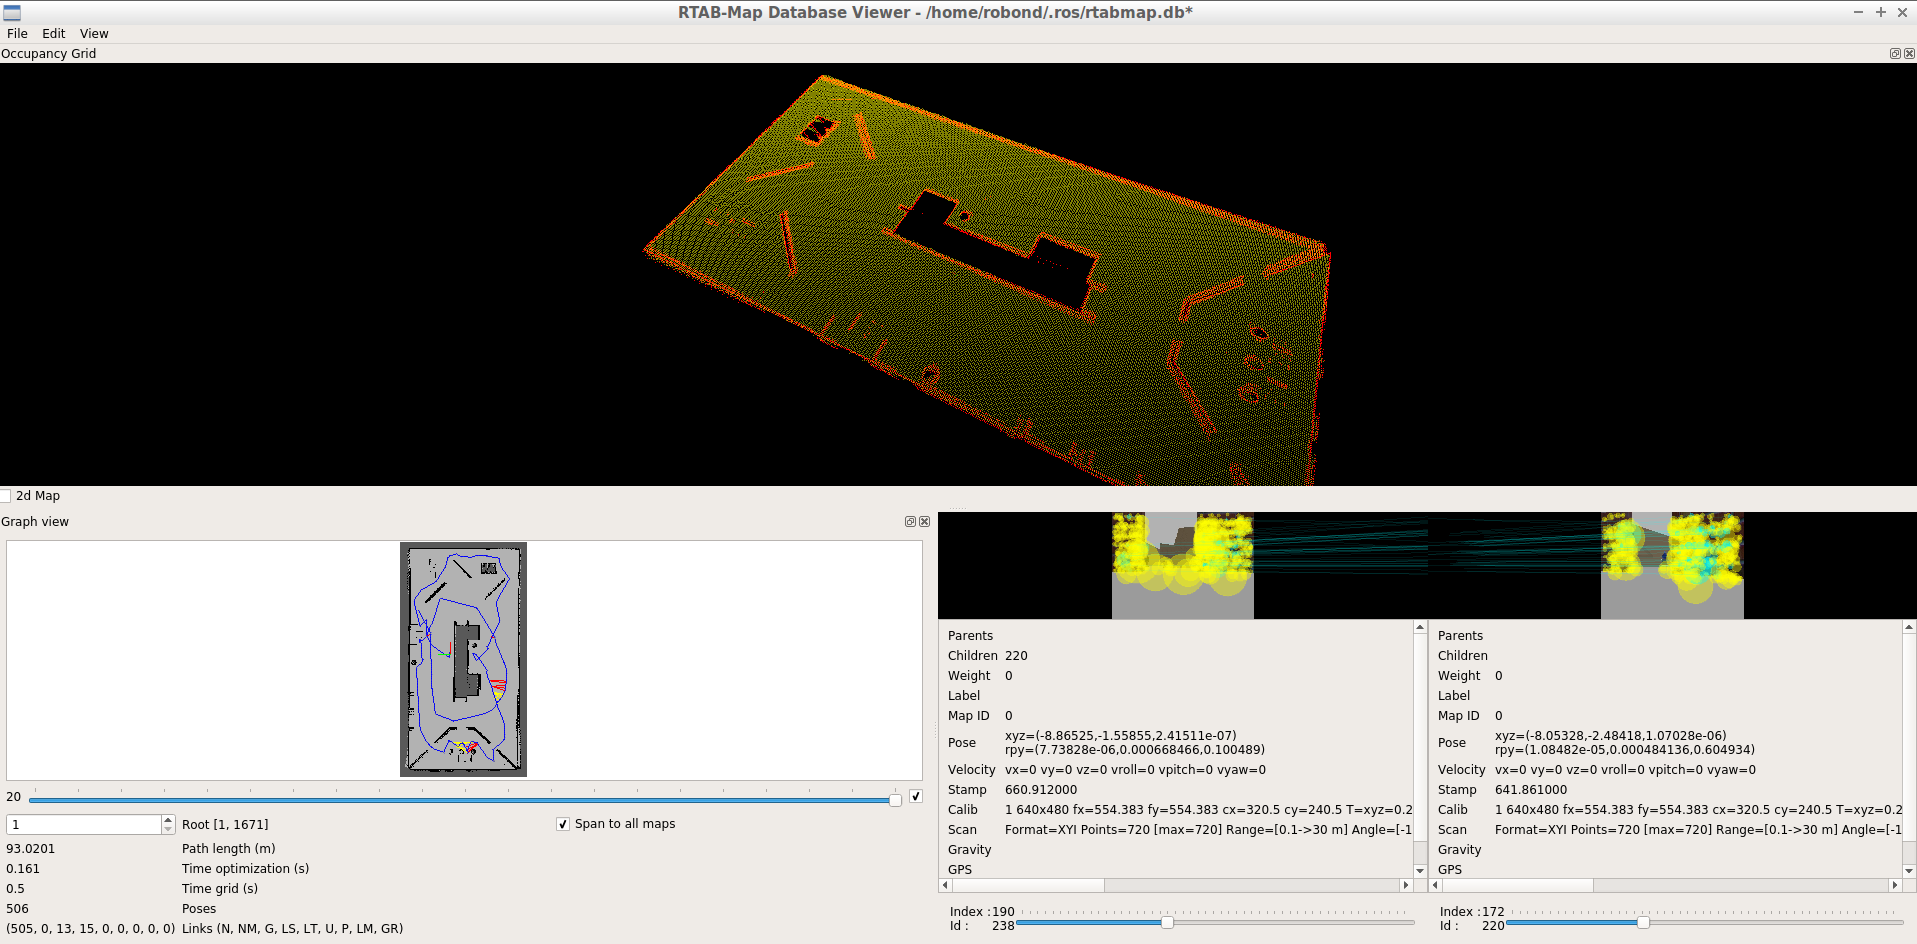 RTAB-Map Database Viewer - /home/robond/.ros/rtabmap.db*
File Edit View
Occupancy Grid
2d Map
Graph view
20
1 Root [1, 1671] Span to all maps
93.0201 Path length (m)
0.161 Time optimization (s)
0.5 Time grid (s)
506 Poses
(505, 0, 13, 15, 0, 0, 0, 0, 0) Links (N, NM, G, LS, LT, U, P, LM, GR)
Parents
Children 220
Weight 0
Label
Map ID 0
Pose xyz=(-8.86525,-1.55855,2.41511e-07)
rpy=(7.73828e-06,0.000668466,0.100489)
Velocity vx=0 vy=0 vz=0 vroll=0 vpitch=0 vyaw=0
Stamp 660.912000
Calib 1 640x480 fx=554.383 fy=554.383 cx=320.5 cy=240.5 T=xyz=0.2
Scan Format=XYI Points=720 [max=720] Range=[0.1->30 m] Angle=[-1
Gravity
GPS
Index : 190
Id : 238
Parents
Children
Weight 0
Label
Map ID 0
Pose xyz=(-8.05328,-2.48418,1.07028e-06)
rpy=(1.08482e-05,0.000484136,0.604934)
Velocity vx=0 vy=0 vz=0 vroll=0 vpitch=0 vyaw=0
Stamp 641.861000
Calib 1 640x480 fx=554.383 fy=554.383 cx=320.5 cy=240.5 T=xyz=0.2
Scan Format=XYI Points=720 [max=720] Range=[0.1->30 m] Angle=[-1
Gravity
GPS
Index : 172
Id : 220